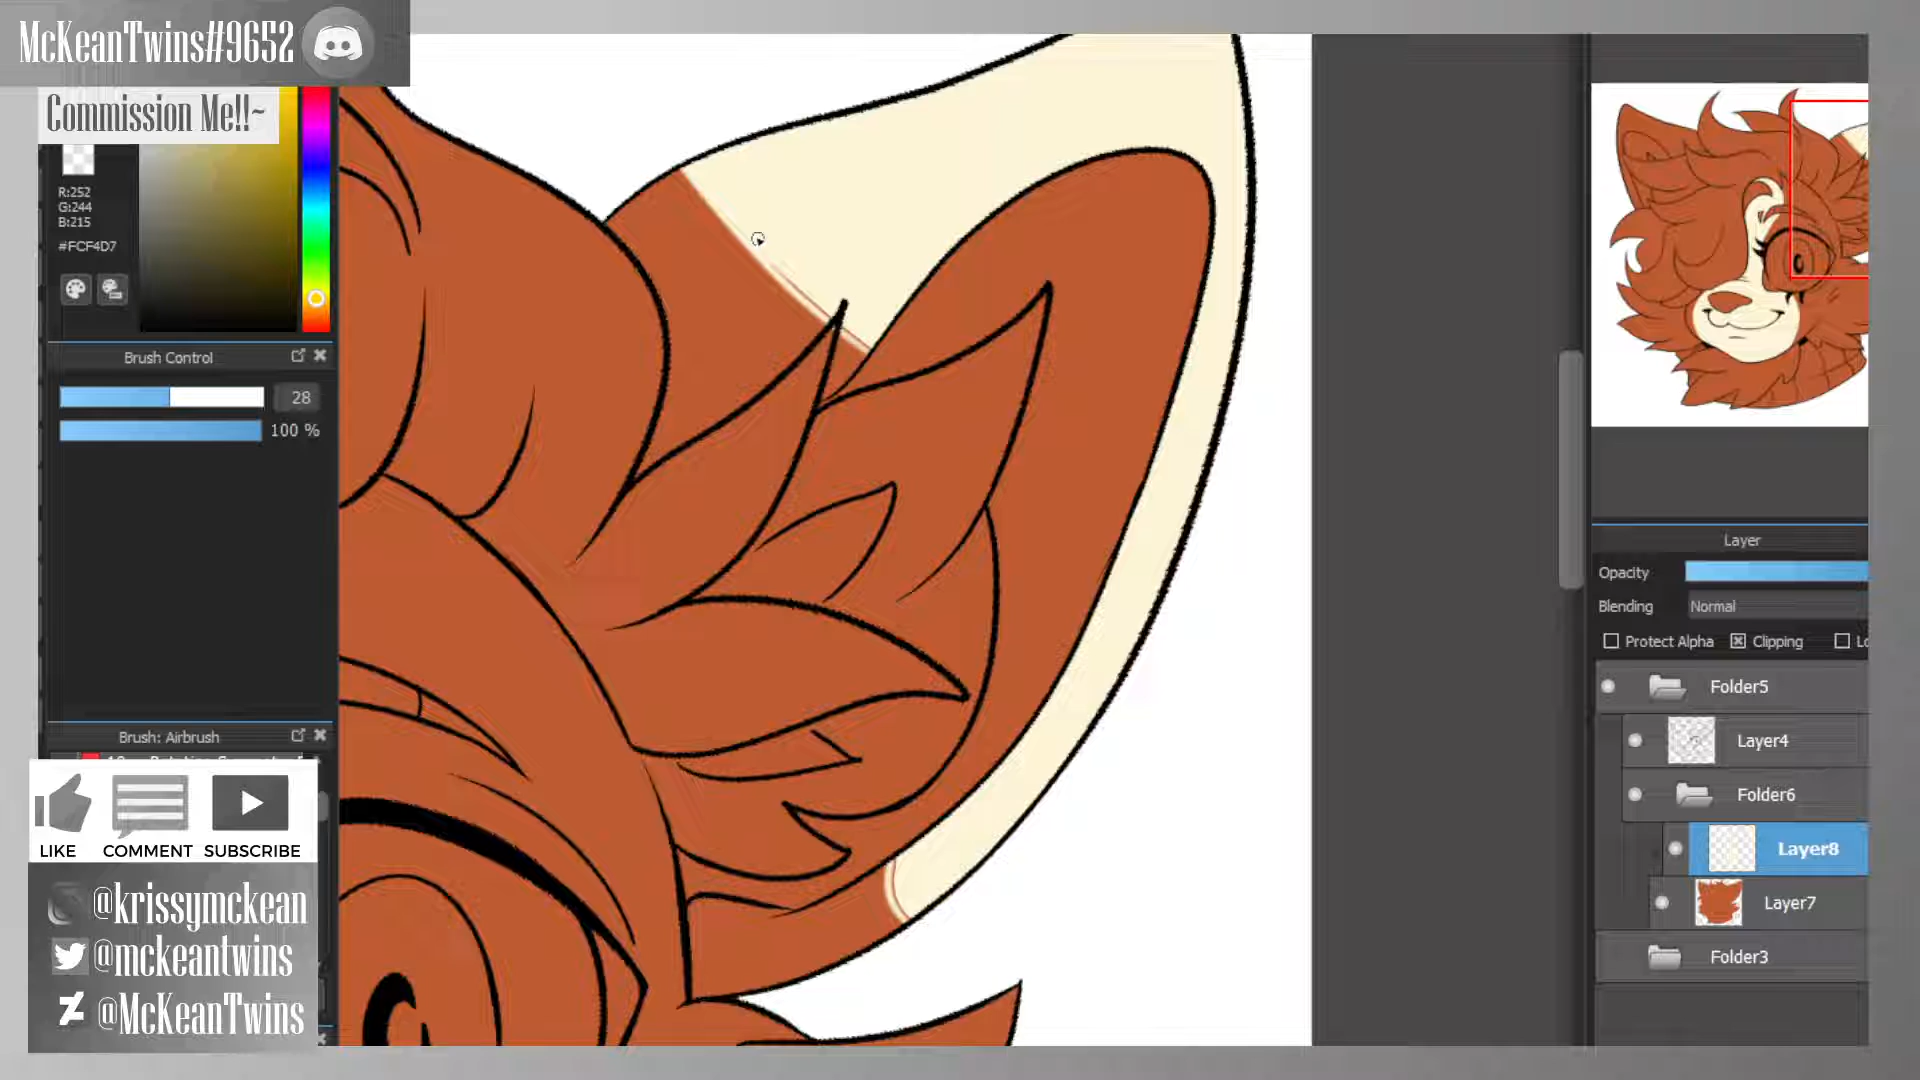 McKeanTwins#9652
Commission Me!!~
R:252
G:244
B:215
#FCF4D7
Brush Control
28
100 %
Brush: Airbrush
LIKE COMMENT SUBSCRIBE
@krissymckean
@mckeantwins
@McKeanTwins
Layer
Opacity
Blending Normal
Protect Alpha Clipping
Folder5
Layer4
Folder6
Layer8
Layer7
Folder3